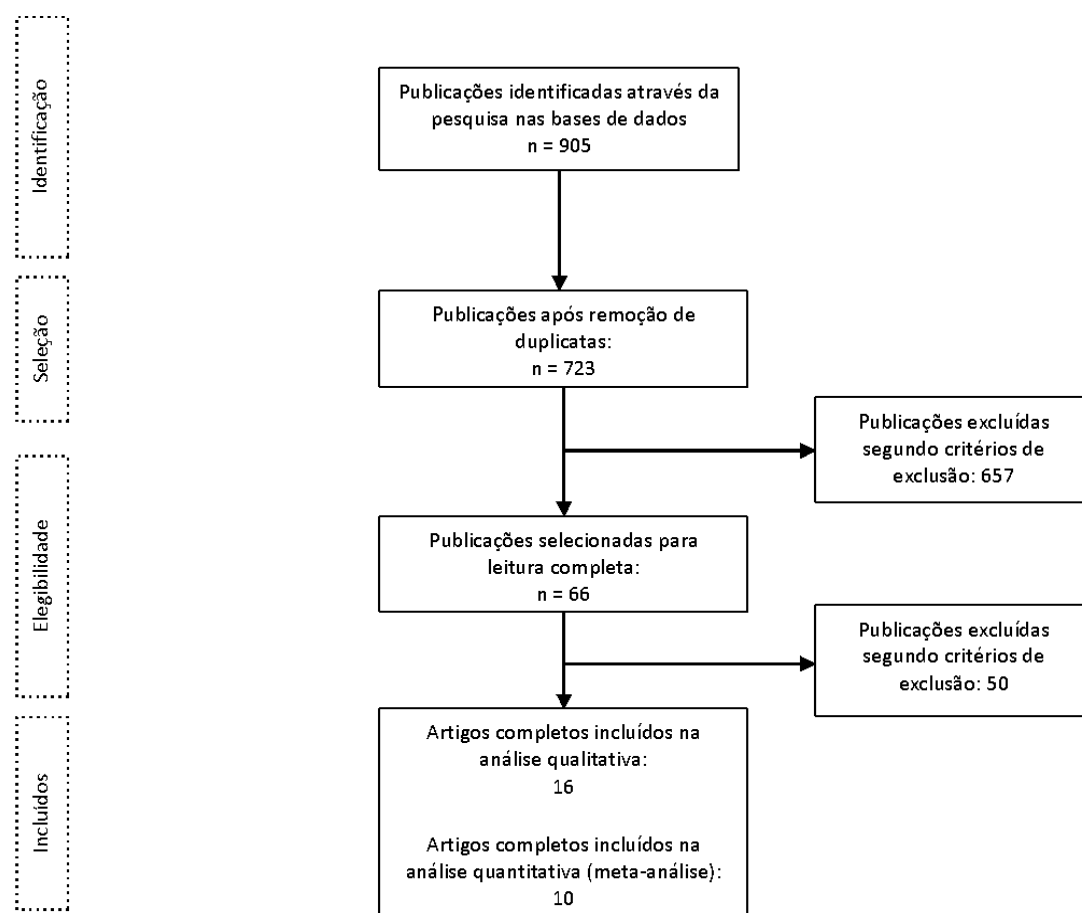 Identificação
Publicações identificadas através da
pesquisa nas bases de dados
n = 905
Seleção
Publicações após remoção de
duplicatas:
n = 723
Publicações excluídas
segundo critérios de
exclusão: 657
Elegibilidade
Publicações selecionadas para
leitura completa:
n = 66
Publicações excluídas
segundo critérios de
exclusão: 50
Incluídos
Artigos completos incluídos na
análise qualitativa:
16
Artigos completos incluídos na
análise quantitativa (meta-análise):
10